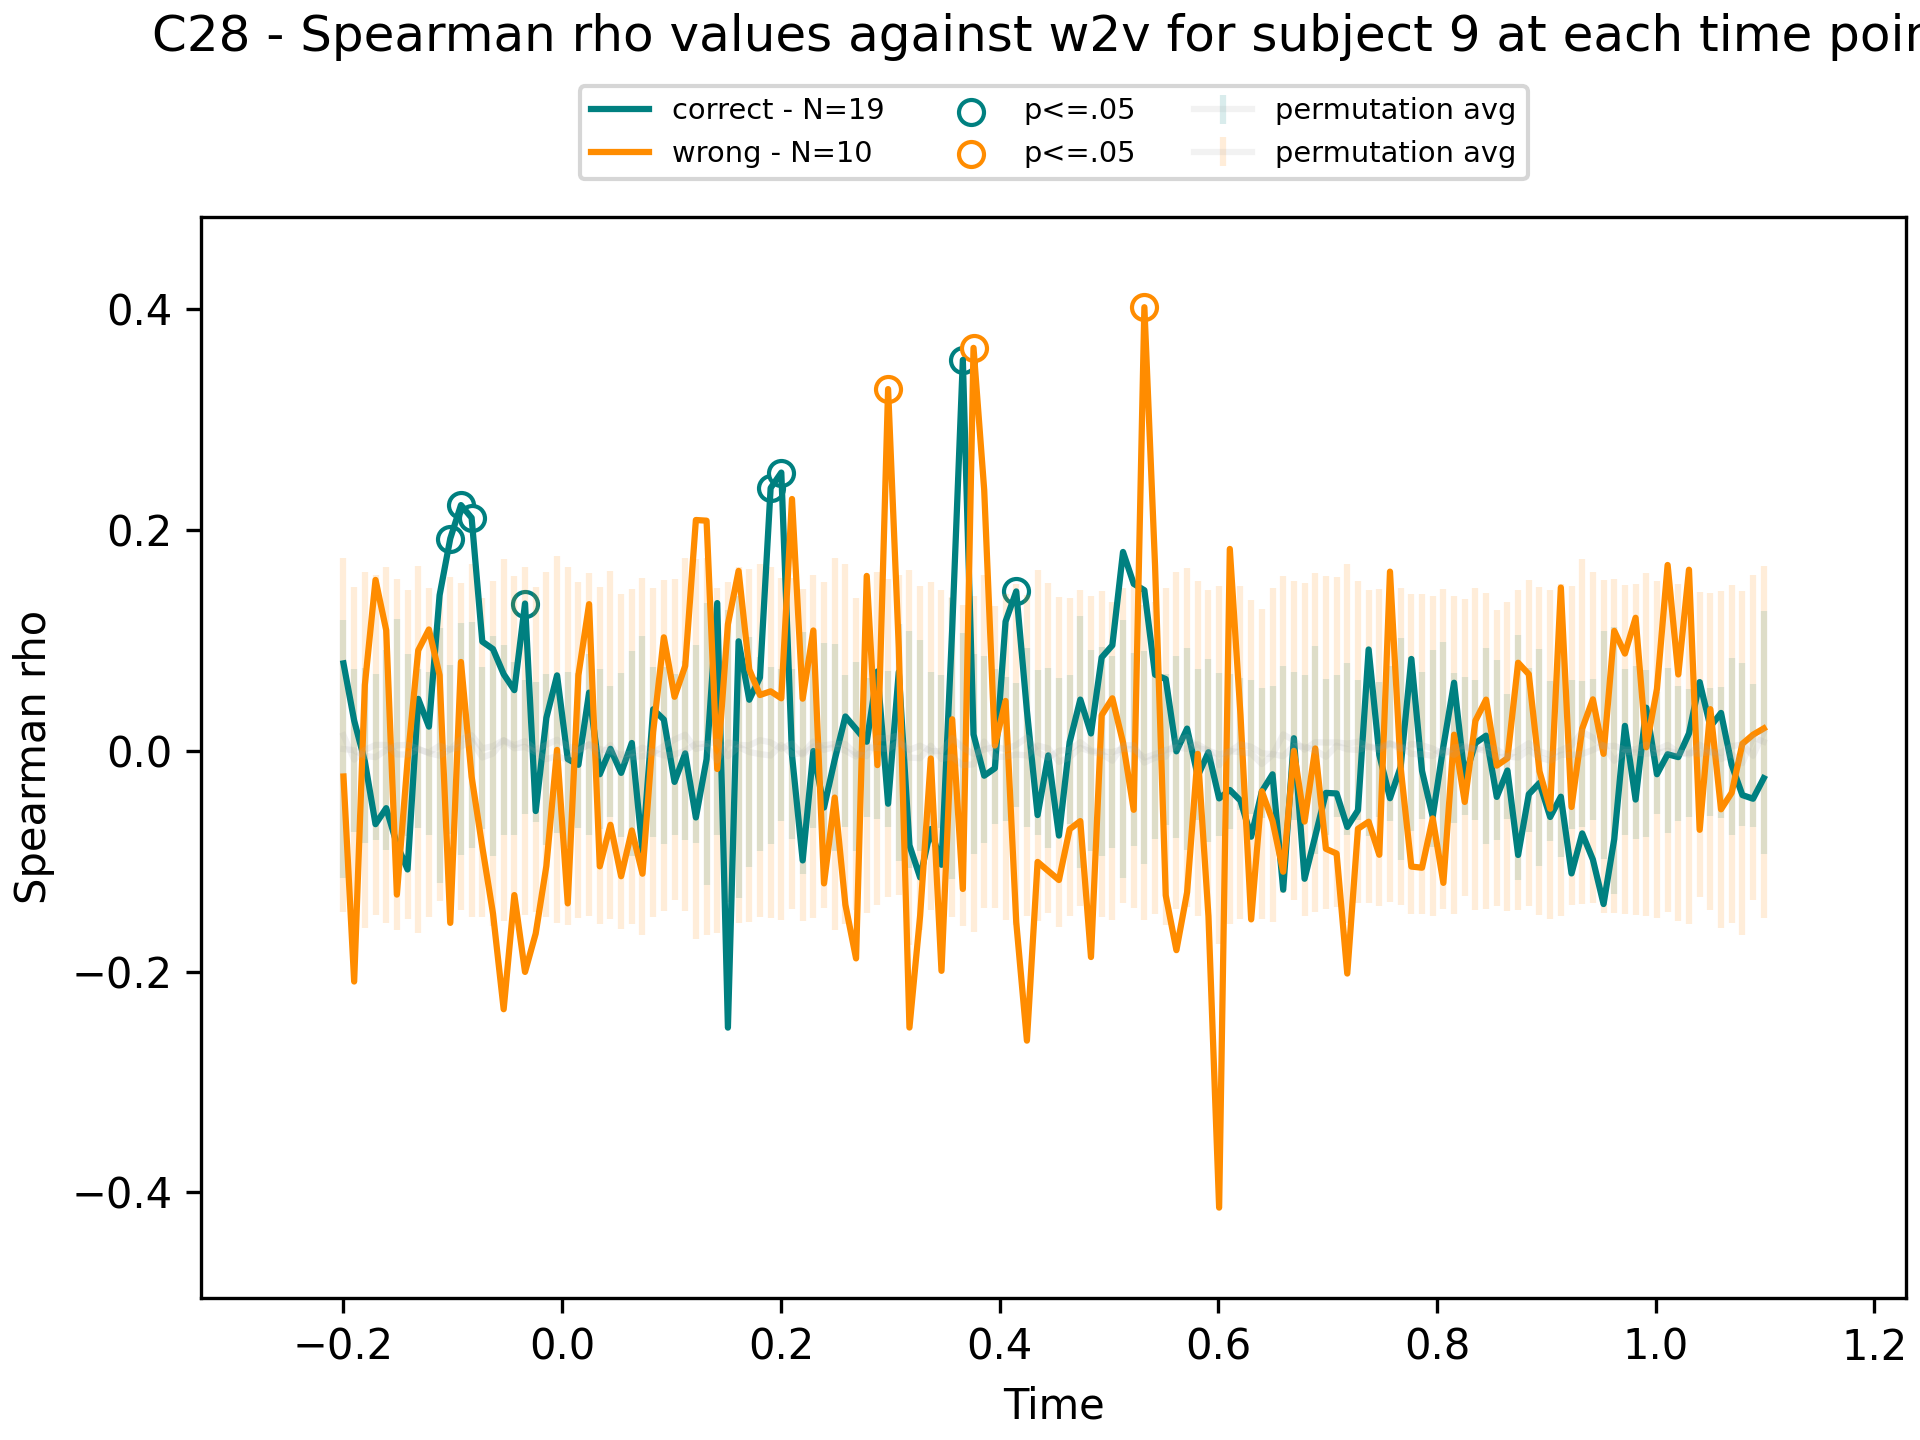 C28 - Spearman rho values against w2v for subject 9 at each time poin
correct - N=19 p<=.05 permutation avg
wrong - N=10 p<=.05 permutation avg
0.4
0.2
0.0
−0.2
−0.4
Spearman rho
−0.2 0.0 0.2 0.4 0.6 0.8 1.0 1.2
Time